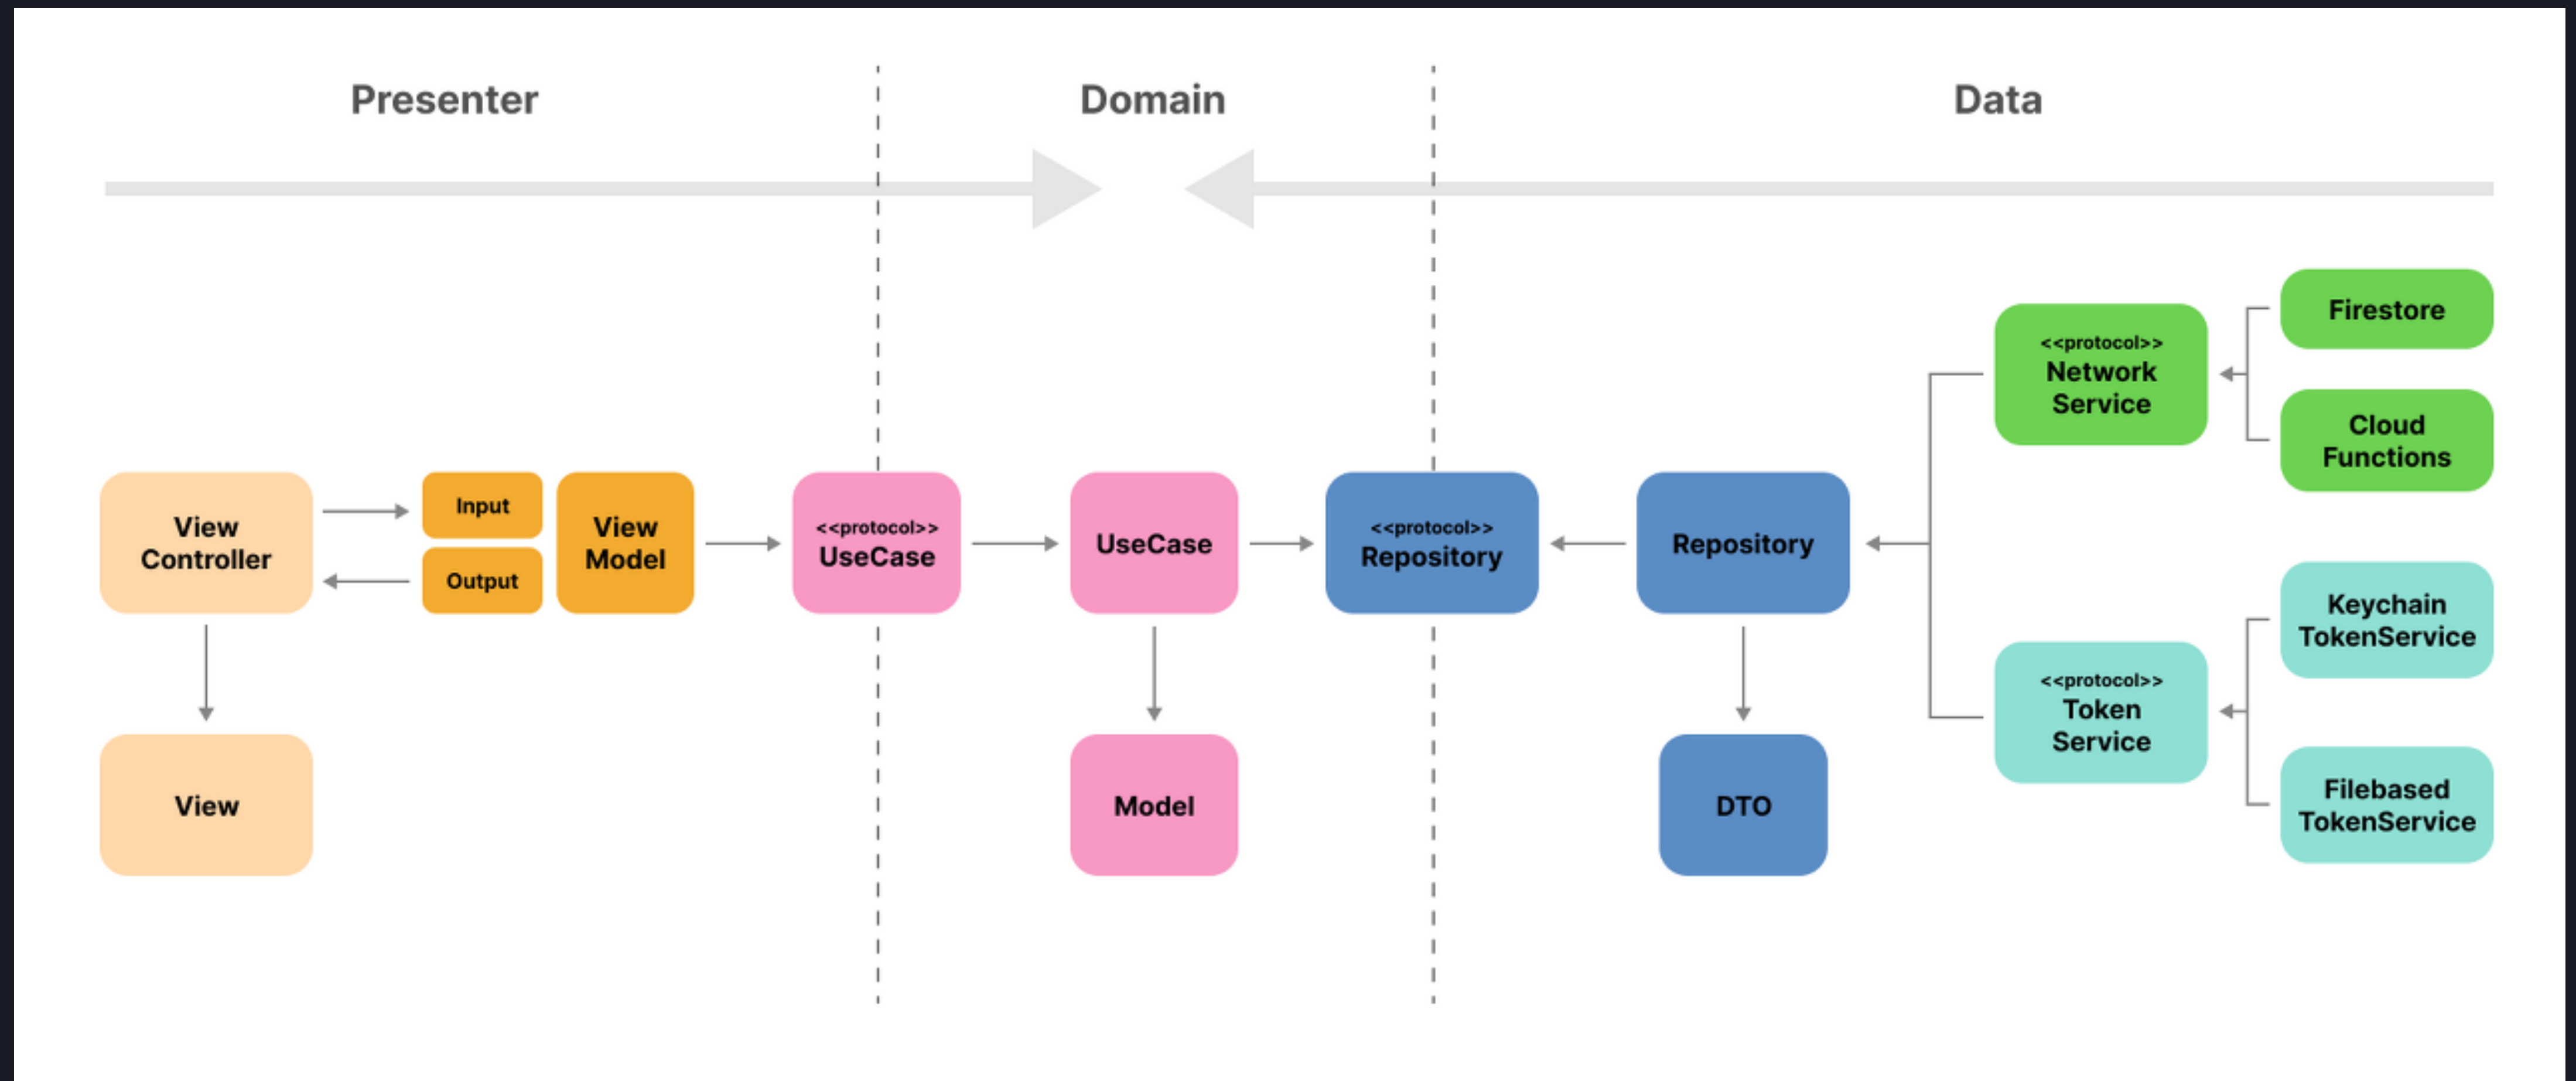 Presenter
Domain
Data
View
Controller
Input
Output
View
Model
<<protocol>>
UseCase
UseCase
<<protocol>>
Repository
Repository
<<protocol>>
Network
Service
Firestore
Cloud
Functions
<<protocol>>
Token
Service
Keychain
TokenService
Filebased
TokenService
View
Model
DTO